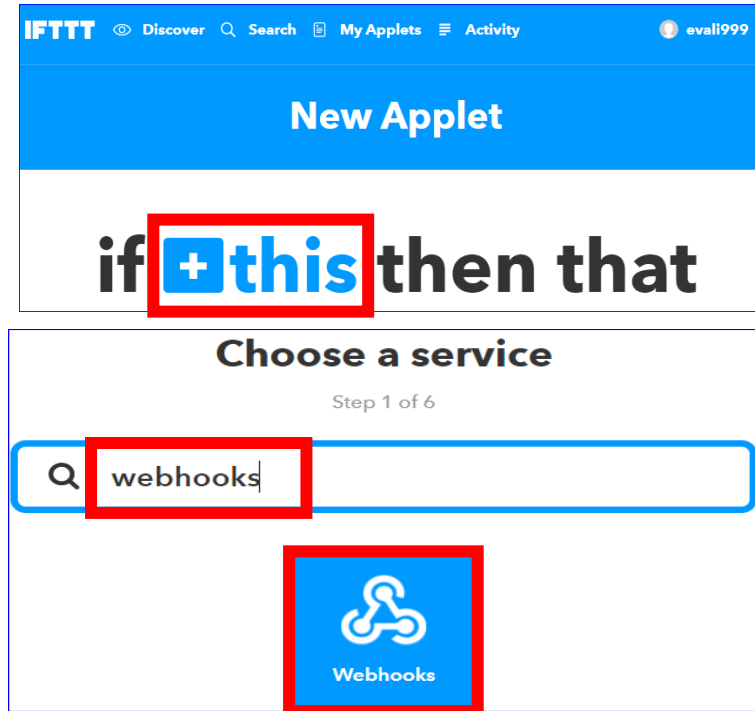 IFTTT Discover Search My Applets Activity evali999
New Applet
if +this then that
Choose a service
Step 1 of 6
webhooks
Webhooks